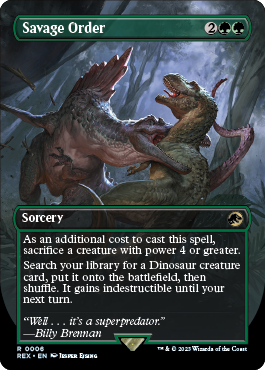 Savage Order 2
Sorcery
As an additional cost to cast this spell,
sacrifice a creature with power 4 or greater.
Search your library for a Dinosaur creature
card, put it onto the battlefield, then
shuffle. It gains indestructible until your
next turn.
“Well . . . it’s a superpredator.”
—Billy Brennan
R 0006
REX • EN Jesper Ejsing
™ & © 2023 Wizards of the Coast